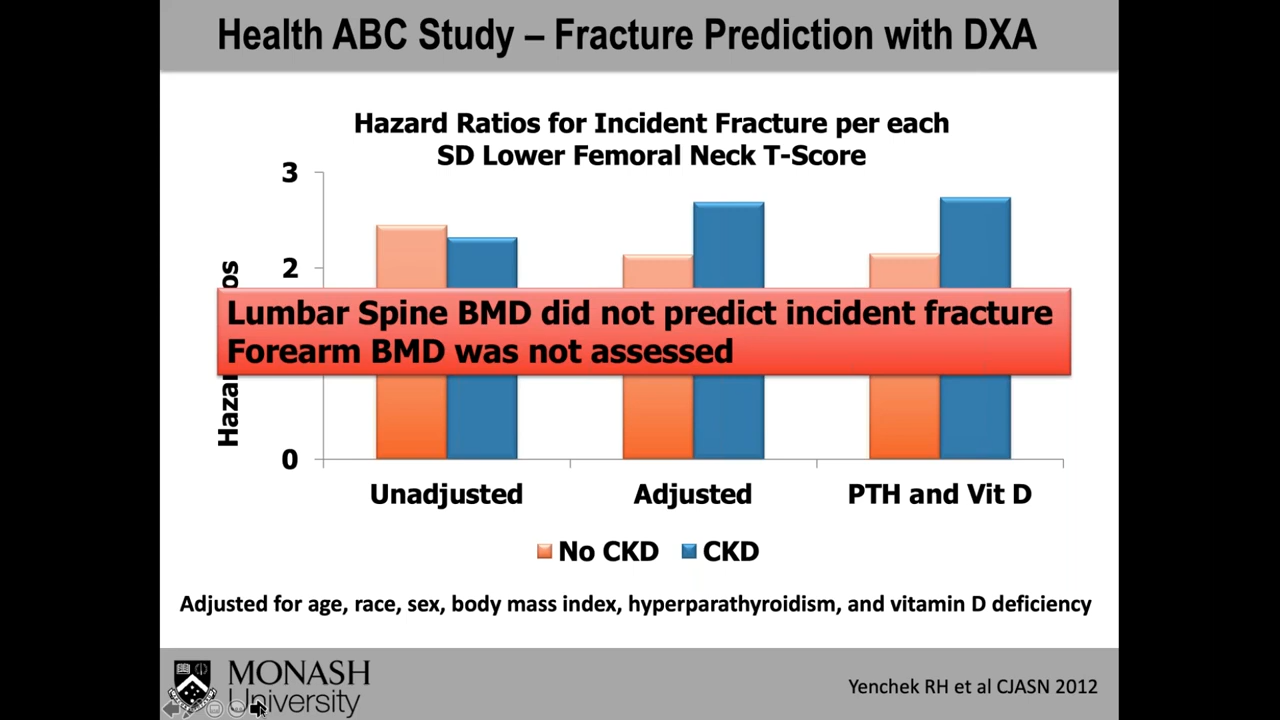 Health ABC Study – Fracture Prediction with DXA
Hazard Ratios for Incident Fracture per each
SD Lower Femoral Neck T-Score
3
2
0
Lumbar Spine BMD did not predict incident fracture
Forearm BMD was not assessed
Unadjusted
Adjusted
PTH and Vit D
No CKD
CKD
Adjusted for age, race, sex, body mass index, hyperparathyroidism, and vitamin D deficiency
MONASH
University
Yenchek RH et al CJASN 2012